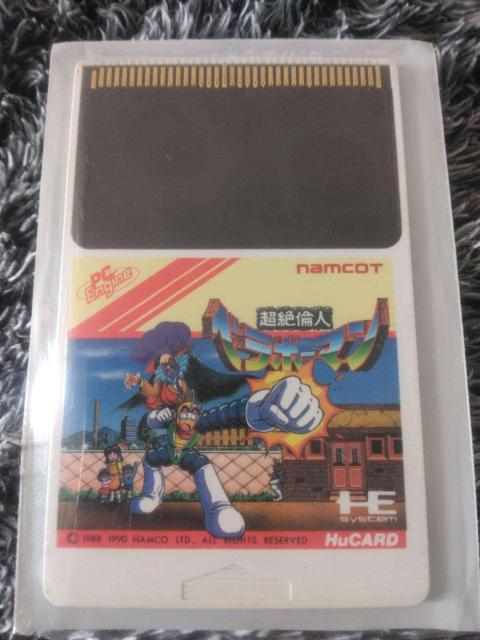 PC Engine
namcoT
超絶倫人
ベラボーマン
HE
system
© 1988 1990 NAMCO LTD., ALL RIGHTS RESERVED
HuCARD